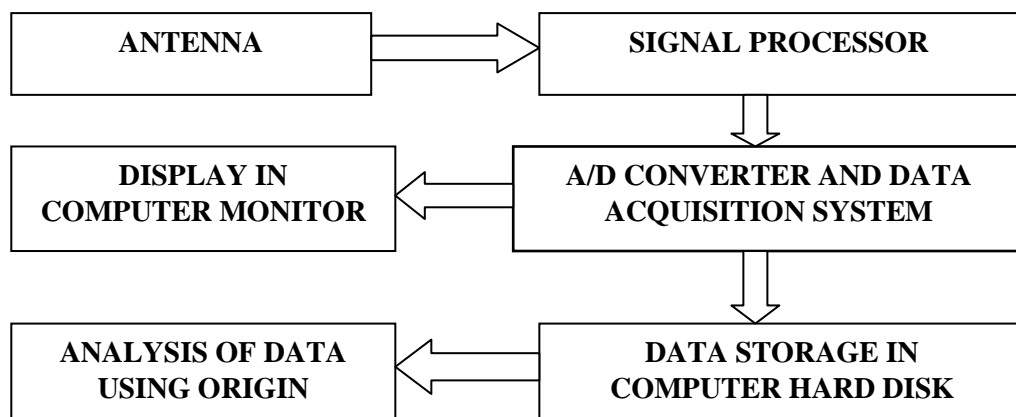 ANTENNA
SIGNAL PROCESSOR
DISPLAY IN
COMPUTER MONITOR
A/D CONVERTER AND DATA
ACQUISITION SYSTEM
ANALYSIS OF DATA
USING ORIGIN
DATA STORAGE IN
COMPUTER HARD DISK